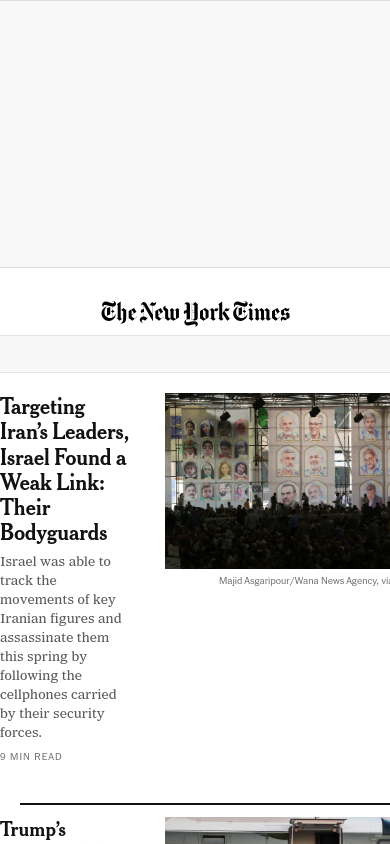 The New York Times
Targeting
Iran’s Leaders,
Israel Found a
Weak Link:
Their
Bodyguards
Israel was able to
track the
movements of key
Iranian figures and
assassinate them
this spring by
following the
cellphones carried
by their security
forces.
9 MIN READ
Majid Asgaripour/Wana News Agency, via
Trump’s